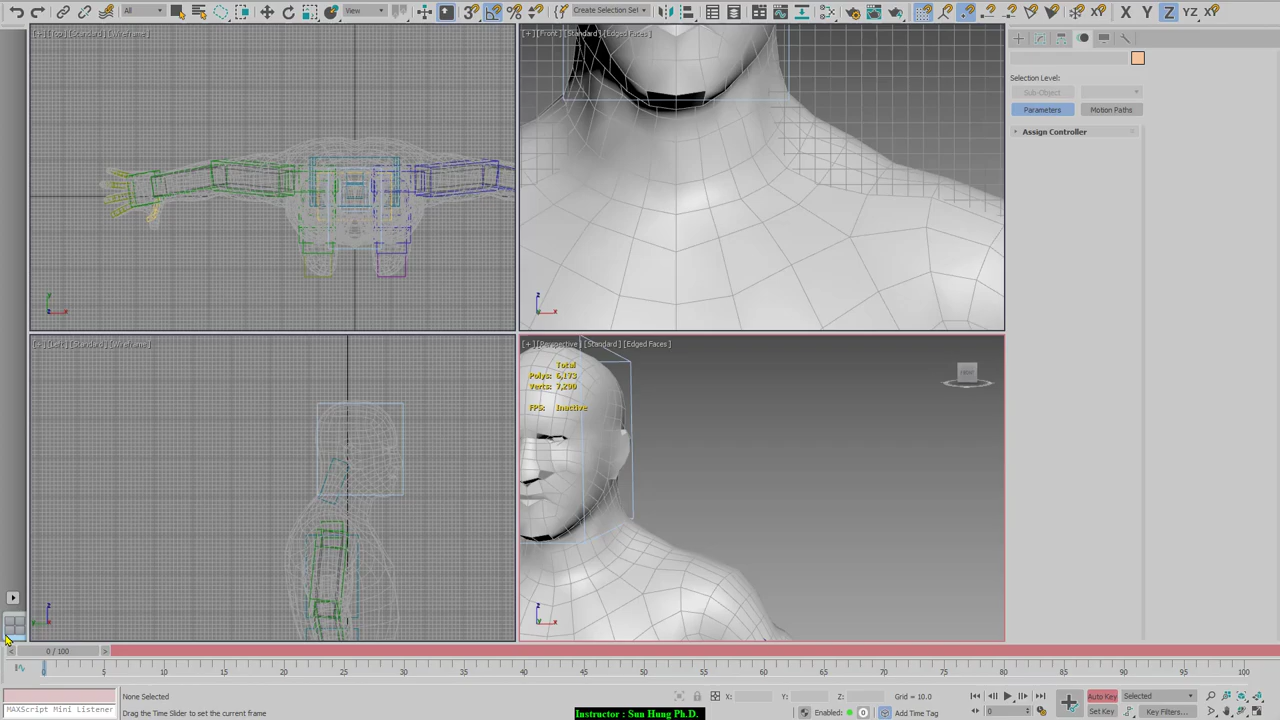 All
View
Create Selection Set
[+][Top][Standard][Wireframe]
[+][Front][Standard][Edged Faces]
Selection Level:
Sub-Object
Parameters
Motion Paths
Assign Controller
[+][Left][Standard][Wireframe]
[+][Perspective][Standard][Edged Faces]
Total
Polys: 6,173
Verts: 7,200
FPS: Inactive
FRONT
0 / 100
0 5 10 15 20 25 30 35 40 45 50 55 60 65 70 75 80 85 90 95 100
None Selected
X: Y: Z: Grid = 10.0
Auto Key
Selected
MAXScript Mini Listener
Drag the Time Slider to set the current frame
Instructor : Sun Hung Ph.D.
Enabled:
Add Time Tag
0
Set Key
Key Filters...